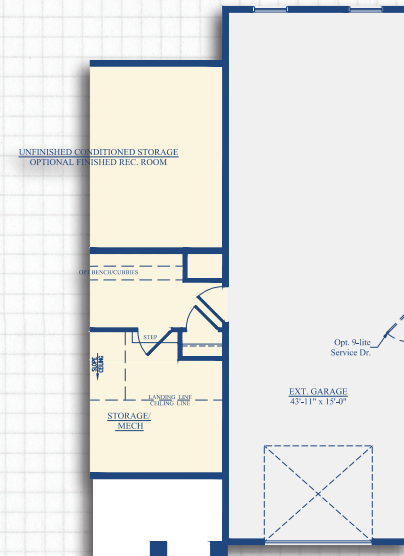 UNFINISHED CONDITIONED STORAGE
OPTIONAL FINISHED REC. ROOM
OPT BENCH/CUBBIES
STEP
SLOPE
CEILING
Opt. 9-lite
Service Dr.
LANDING LINE
CEILING LINE
EXT. GARAGE
43'-11" x 15'-0"
STORAGE/
MECH